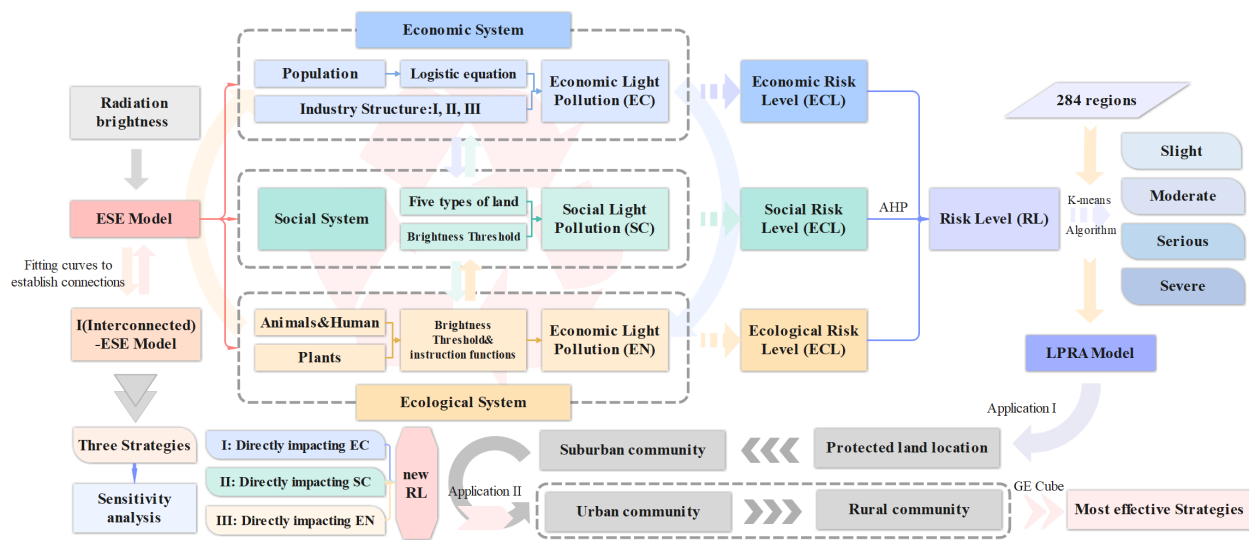 Economic System
Population
Logistic equation
Industry Structure:I, II, III
Economic Light
Pollution (EC)
Economic Risk
Level (ECL)
Radiation
brightness
284 regions
Slight
Moderate
Serious
Severe
K-means
Algorithm
ESE Model
Social System
Five types of land
Brightness Threshold
Social Light
Pollution (SC)
Social Risk
Level (ECL)
AHP
Risk Level (RL)
Fitting curves to
establish connections
I(Interconnected)
-ESE Model
Animals&Human
Plants
Brightness
Threshold&
instruction functions
Economic Light
Pollution (EN)
Ecological Risk
Level (ECL)
Ecological System
LPRA Model
Application I
Three Strategies
Sensitivity
analysis
I: Directly impacting EC
II: Directly impacting SC
III: Directly impacting EN
new
RL
Application II
Suburban community
Protected land location
Urban community
Rural community
GE Cube
Most effective Strategies